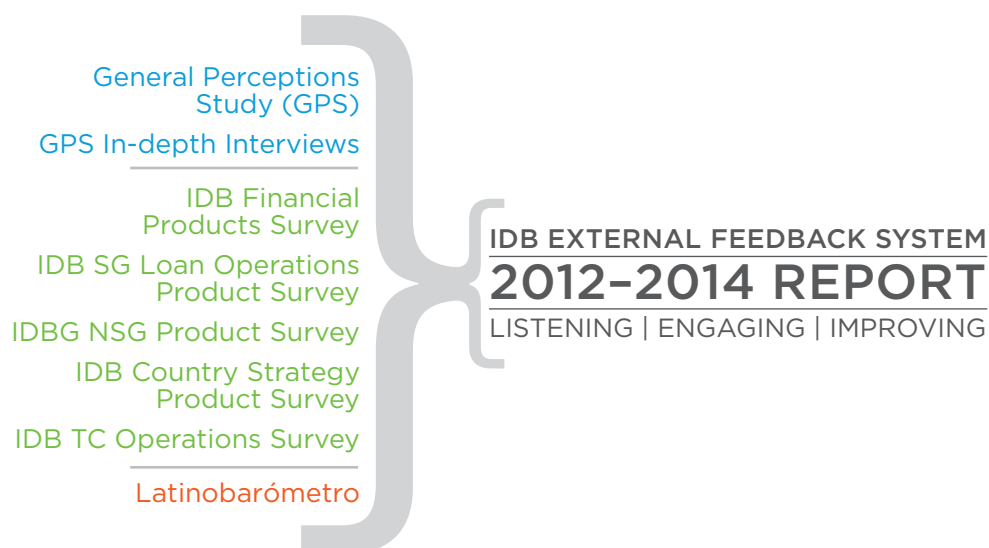 General Perceptions
Study (GPS)
GPS In-depth Interviews
IDB Financial
Products Survey
IDB SG Loan Operations
Product Survey
IDBG NSG Product Survey
IDB Country Strategy
Product Survey
IDB TC Operations Survey
Latinobarómetro
IDB EXTERNAL FEEDBACK SYSTEM
2012–2014 REPORT
LISTENING | ENGAGING | IMPROVING